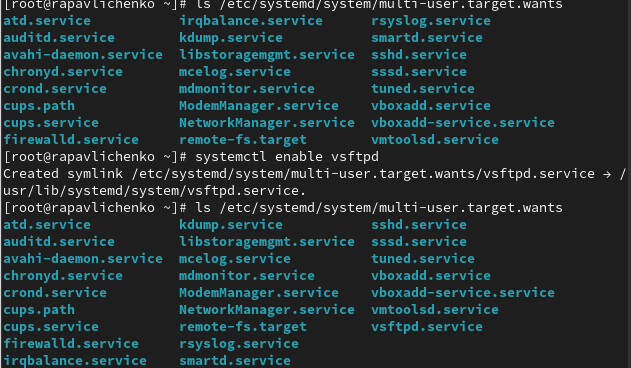 [root@rapavlichenko ~]# ls /etc/systemd/system/multi-user.target.wants
atd.service irqbalance.service rsyslog.service
auditd.service kdump.service smartd.service
avahi-daemon.service libstoragemgmt.service sshd.service
chronyd.service mcelog.service sssd.service
crond.service mdmonitor.service tuned.service
cups.path ModemManager.service vboxadd.service
cups.service NetworkManager.service vboxadd-service.service
firewalld.service remote-fs.target vmtoolsd.service
[root@rapavlichenko ~]# systemctl enable vsftpd
Created symlink /etc/systemd/system/multi-user.target.wants/vsftpd.service → /
usr/lib/systemd/system/vsftpd.service.
[root@rapavlichenko ~]# ls /etc/systemd/system/multi-user.target.wants
atd.service kdump.service sshd.service
auditd.service libstoragemgmt.service sssd.service
avahi-daemon.service mcelog.service tuned.service
chronyd.service mdmonitor.service vboxadd.service
crond.service ModemManager.service vboxadd-service.service
cups.path NetworkManager.service vmtoolsd.service
cups.service remote-fs.target vsftpd.service
firewalld.service rsyslog.service
irqbalance.service smartd.service